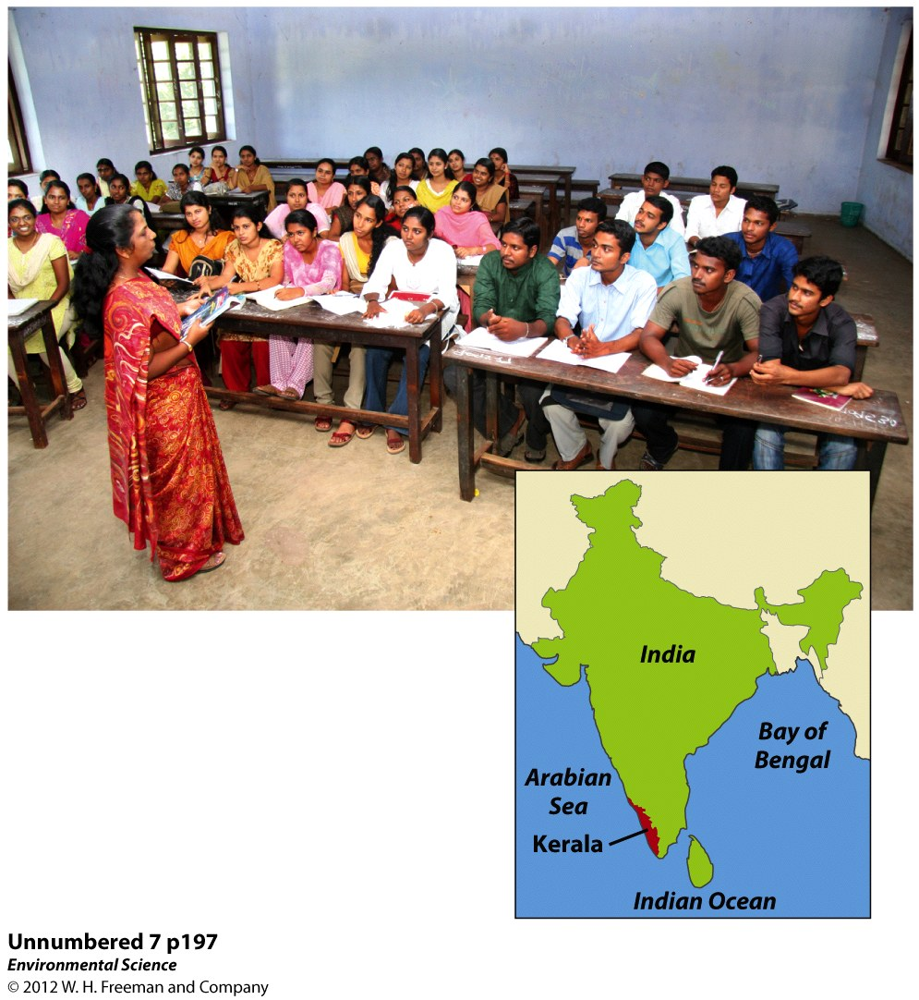 India
Bay of
Bengal
Arabian
Sea
Kerala
Indian Ocean
Unnumbered 7 p197
Environmental Science
© 2012 W. H. Freeman and Company